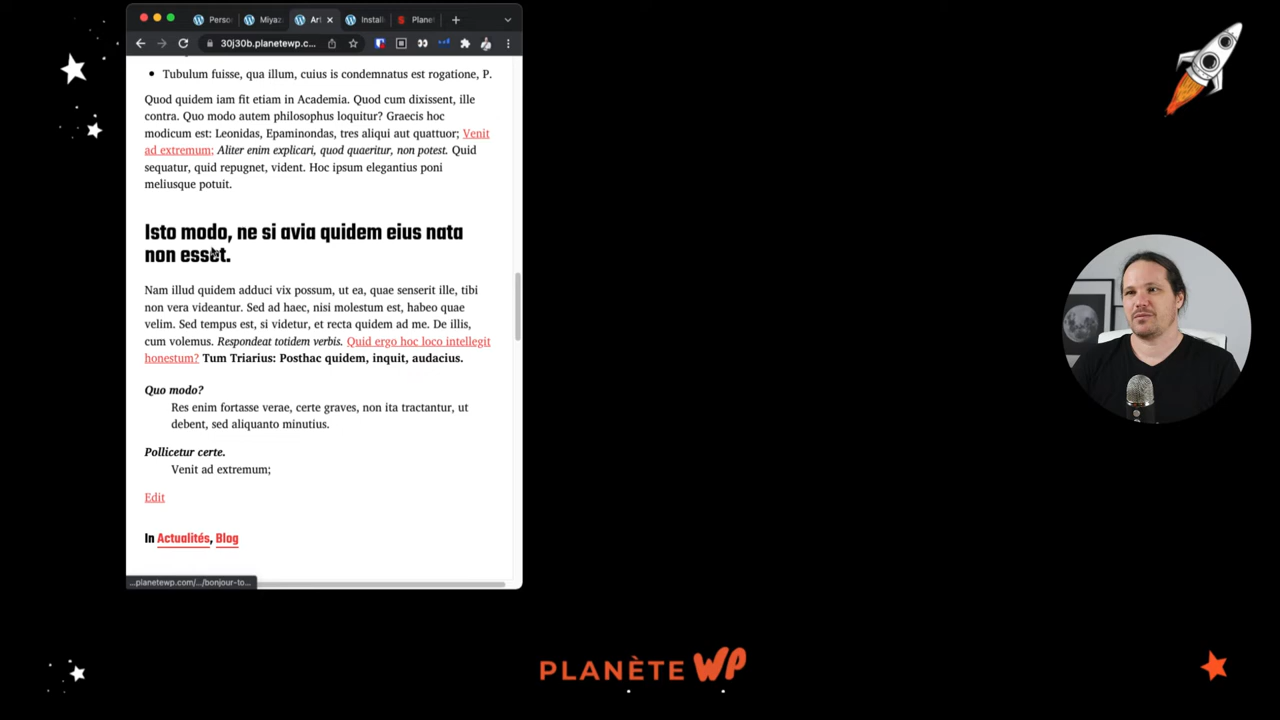 Perso
Miyaz
Art
Install
Planet
30j30b.planetewp.c...
Tubulum fuisse, qua illum, cuius is condemnatus est rogatione, P.
Quod quidem iam fit etiam in Academia. Quod cum dixissent, ille
contra. Quo modo autem philosophus loquitur? Graecis hoc
modicum est: Leonidas, Epaminondas, tres aliqui aut quattuor; Venit
ad extremum; Aliter enim explicari, quod quaeritur, non potest. Quid
sequatur, quid repugnet, vident. Hoc ipsum elegantius poni
meliusque potuit.
Isto modo, ne si avia quidem eius nata
non esset.
Nam illud quidem adduci vix possum, ut ea, quae senserit ille, tibi
non vera videantur. Sed ad haec, nisi molestum est, habeo quae
velim. Sed tempus est, si videtur, et recta quidem ad me. De illis,
cum volemus. Respondeat totidem verbis. Quid ergo hoc loco intellegit
honestum? Tum Triarius: Posthac quidem, inquit, audacius.
Quo modo?
Res enim fortasse verae, certe graves, non ita tractantur, ut
debent, sed aliquanto minutius.
Pollicetur certe.
Venit ad extremum;
Edit
In Actualités, Blog
...planetewp.com/.../bonjour-to...
PLANÈTE WP